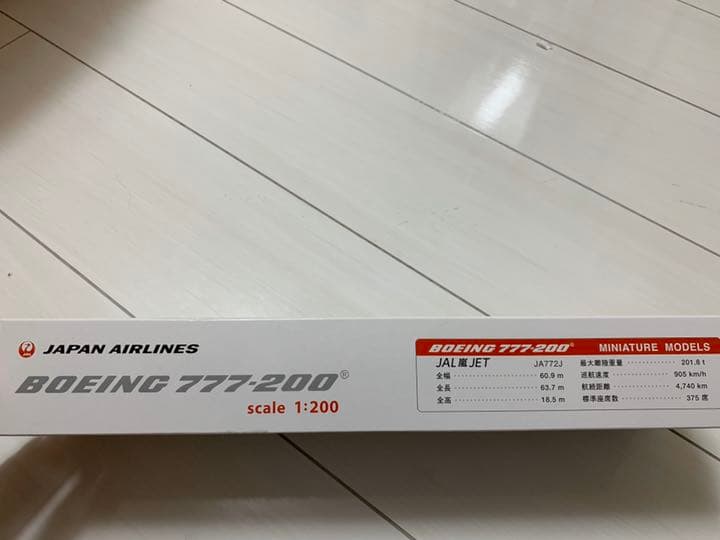 JAPAN AIRLINES
BOEING 777-200®
scale 1:200
BOEING 777-200® MINIATURE MODELS
JAL嵐JET JA772J
全幅 60.9 m
全長 63.7 m
全高 18.5 m
最大離陸重量 201.8 t
巡航速度 905 km/h
航続距離 4,740 km
標準座席数 375 席